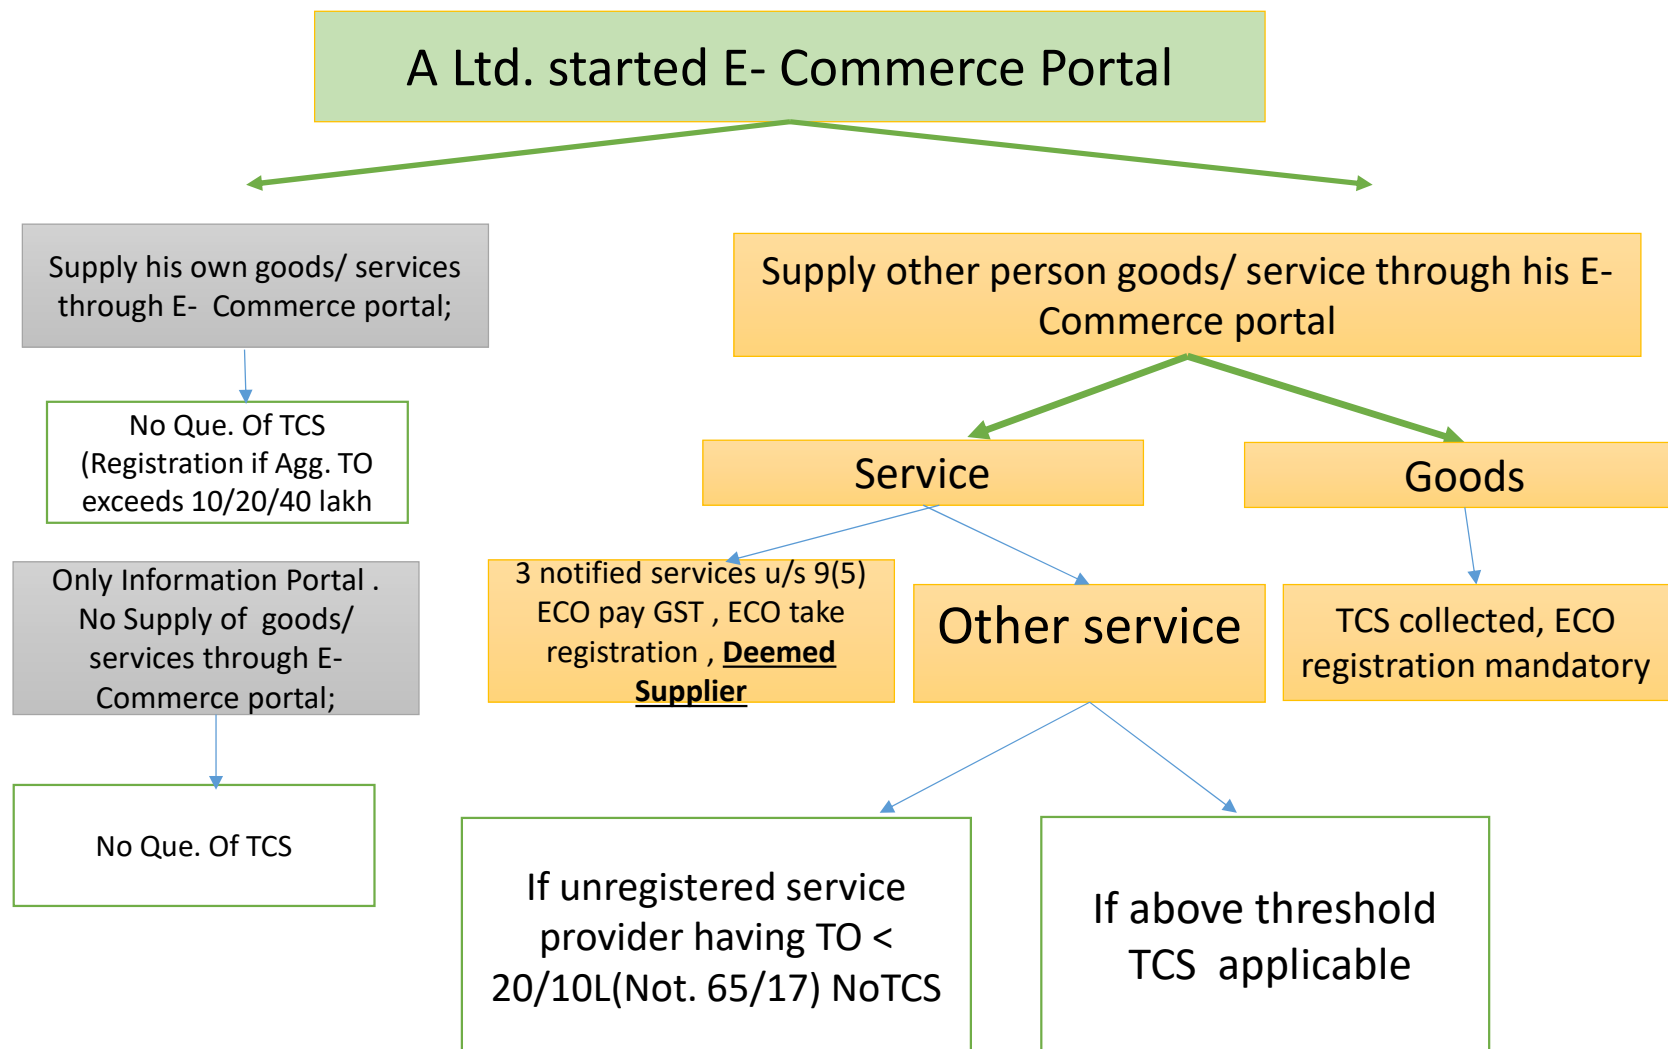 A Ltd. started E- Commerce Portal
Supply his own goods/ services
through E-  Commerce portal;
No Que. Of TCS
(Registration if Agg. TO
exceeds 10/20/40 lakh
Only Information Portal .
No Supply of  goods/
services through E-
Commerce portal;
No Que. Of TCS
Supply other person goods/ service through his E-
Commerce portal
Service
Goods
3 notified services u/s 9(5)
ECO pay GST , ECO take
registration , Deemed
Supplier
Other service
TCS collected, ECO
registration mandatory
If unregistered service
provider having TO <
20/10L(Not. 65/17) NoTCS
If above threshold
TCS  applicable